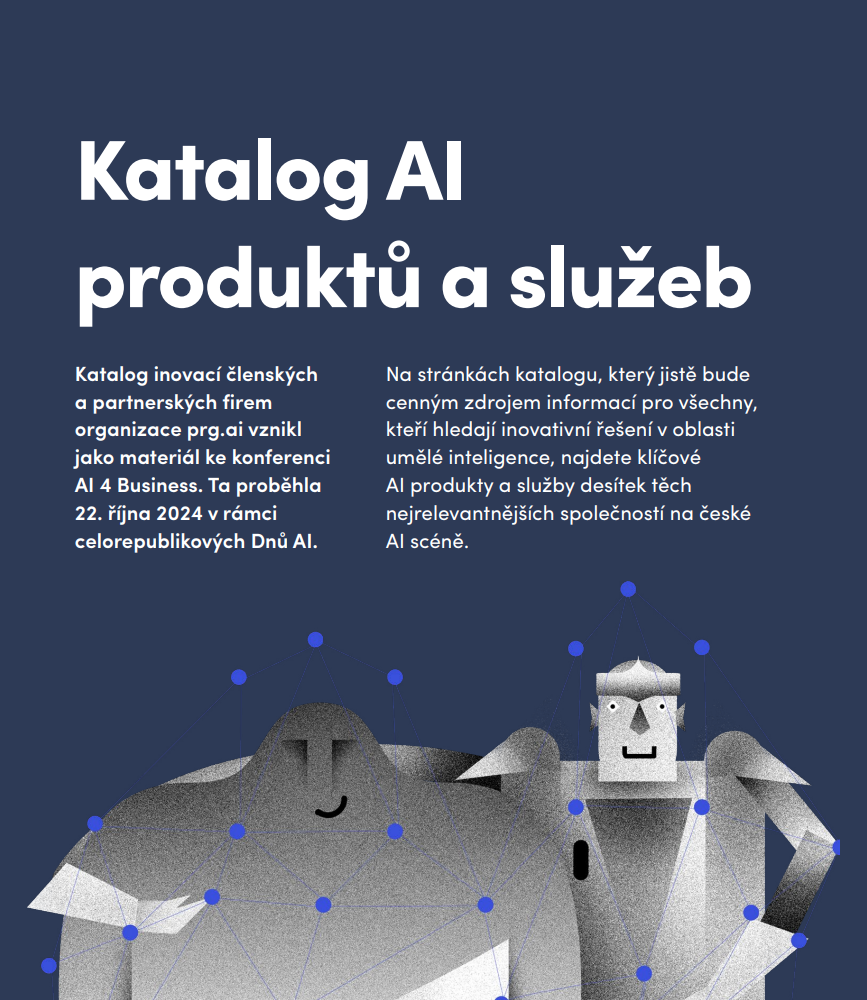 Katalog AI
produktů a služeb
Katalog inovací členských
a partnerských firem
organizace prg.ai vznikl
jako materiál ke konferenci
AI 4 Business. Ta proběhla
22. října 2024 v rámci
celorepublikových Dnů AI.
Na stránkách katalogu, který jistě bude
cenným zdrojem informací pro všechny,
kteří hledají inovativní řešení v oblasti
umělé inteligence, najdete klíčové
AI produkty a služby desítek těch
nejrelevantnějších společností na české
AI scéně.